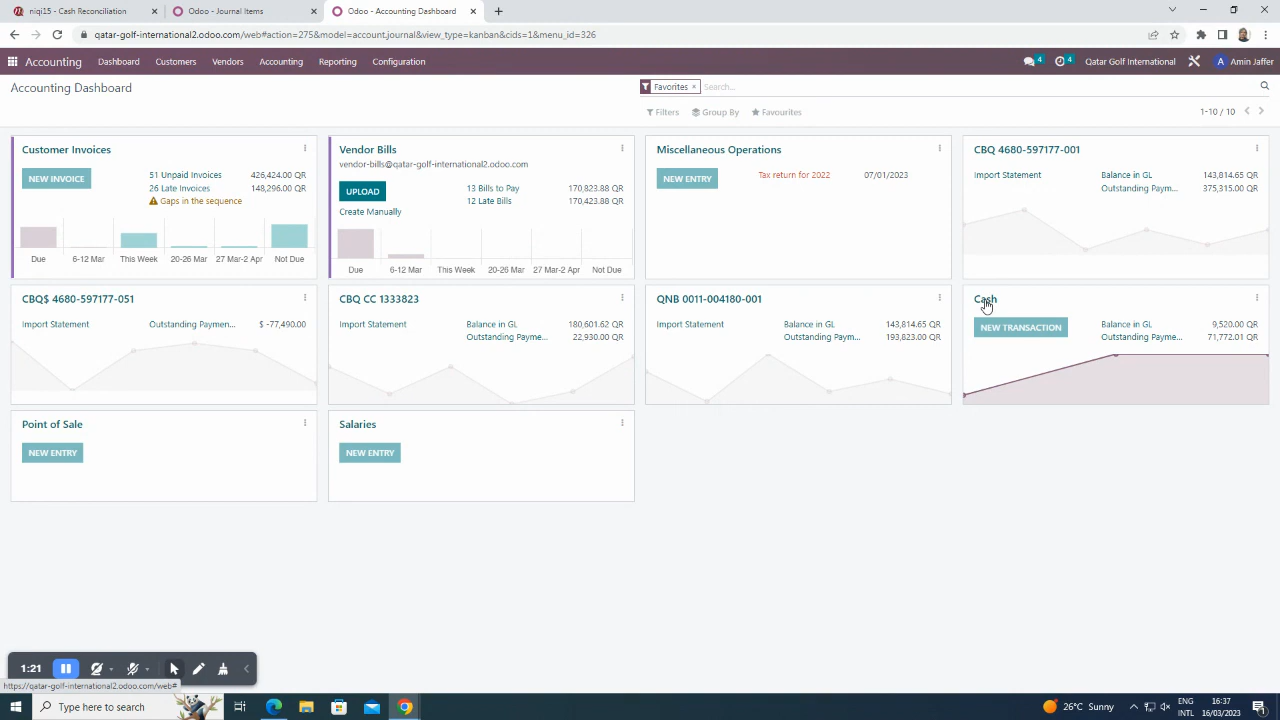 niqi15 - Cash Reconciliation
Odoo - Journal Items
Odoo - Accounting Dashboard
qatar-golf-international2.odoo.com/web#action=275&model=account.journal&view_type=kanban&cids=1&menu_id=326
Accounting Dashboard Customers Vendors Accounting Reporting Configuration
4 4 Qatar Golf International A Amin Jaffer
Accounting Dashboard
Favorites × Search...
Filters Group By Favourites
1-10 / 10
Customer Invoices
NEW INVOICE
51 Unpaid Invoices 426,424.00 QR
26 Late Invoices 148,296.00 QR
Gaps in the sequence
Due 6-12 Mar This Week 20-26 Mar 27 Mar-2 Apr Not Due
Vendor Bills
vendor-bills@qatar-golf-international2.odoo.com
UPLOAD
Create Manually
13 Bills to Pay 170,823.88 QR
12 Late Bills 170,423.88 QR
Due 6-12 Mar This Week 20-26 Mar 27 Mar-2 Apr Not Due
Miscellaneous Operations
NEW ENTRY
Tax return for 2022 07/01/2023
CBQ 4680-597177-001
Import Statement
Balance in GL 143,814.65 QR
Outstanding Paym... 375,315.00 QR
CBQ$ 4680-597177-051
Import Statement
Outstanding Paymen... $ -77,490.00
CBQ CC 1333823
Import Statement
Balance in GL 180,601.62 QR
Outstanding Payme... 22,930.00 QR
QNB 0011-004180-001
Import Statement
Balance in GL 143,814.65 QR
Outstanding Paym... 193,823.00 QR
Cash
NEW TRANSACTION
Balance in GL 9,520.00 QR
Outstanding Payme... 71,772.01 QR
Point of Sale
NEW ENTRY
Salaries
NEW ENTRY
1:21
https://qatar-golf-international2.odoo.com/web#
Type here to search
26°C Sunny
ENG
INTL
16:37
16/03/2023
1